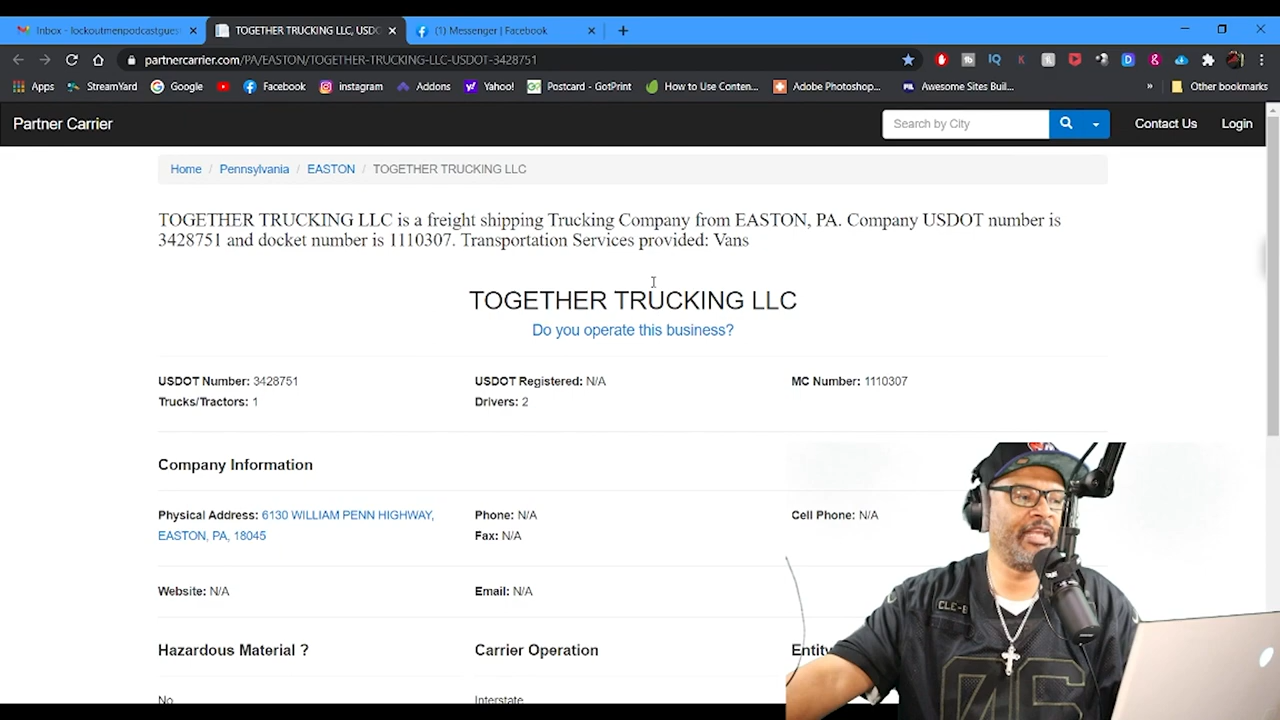 Inbox - lockoutmenpodcastgues
TOGETHER TRUCKING LLC, USDO
(1) Messenger | Facebook
partnercarrier.com/PA/EASTON/TOGETHER-TRUCKING-LLC-USDOT-3428751
Apps StreamYard Google Facebook instagram Addons Yahoo! Postcard - GotPrint How to Use Conten... Adobe Photoshop... Awesome Sites Buil... » Other bookmarks
Partner Carrier Search by City Contact Us Login
Home / Pennsylvania / EASTON / TOGETHER TRUCKING LLC
TOGETHER TRUCKING LLC is a freight shipping Trucking Company from EASTON, PA. Company USDOT number is
3428751 and docket number is 1110307. Transportation Services provided: Vans
TOGETHER TRUCKING LLC
Do you operate this business?
USDOT Number: 3428751 USDOT Registered: N/A MC Number: 1110307
Trucks/Tractors: 1 Drivers: 2
Company Information
Physical Address: 6130 WILLIAM PENN HIGHWAY, Phone: N/A Cell Phone: N/A
EASTON, PA, 18045 Fax: N/A
Website: N/A Email: N/A
Hazardous Material ? Carrier Operation Entity
No Interstate
CLE-B